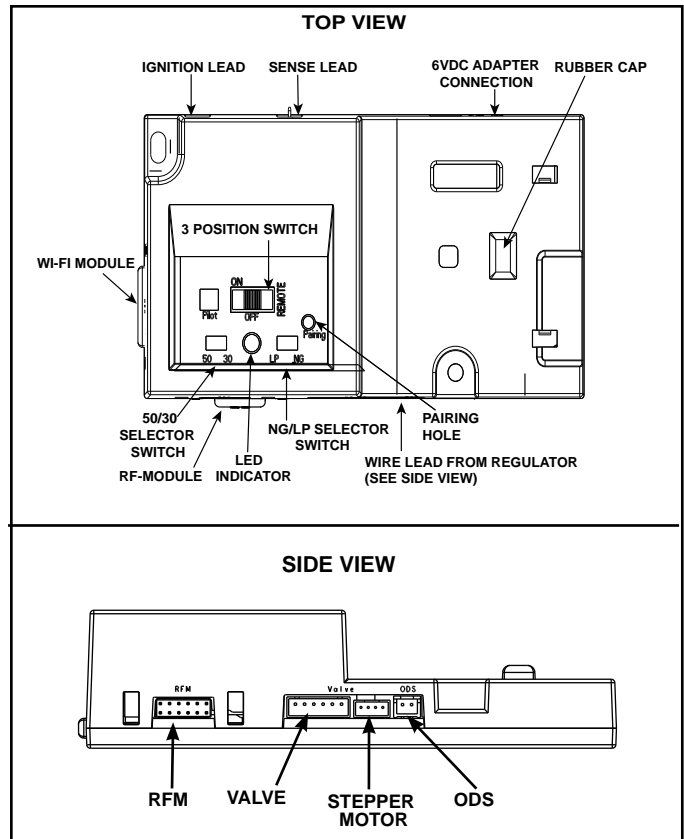 TOP VIEW
IGNITION LEAD
SENSE LEAD
6VDC ADAPTER
CONNECTION
RUBBER CAP
3 POSITION SWITCH
WI-FI MODULE
ON
OFF
REMOTE
Pilot
Pairing
50 30
LP NG
50/30
SELECTOR
SWITCH
RF-MODULE
LED
INDICATOR
NG/LP SELECTOR
SWITCH
PAIRING
HOLE
WIRE LEAD FROM REGULATOR
(SEE SIDE VIEW)
SIDE VIEW
RFM
Valve
ODS
RFM
VALVE
STEPPER
MOTOR
ODS